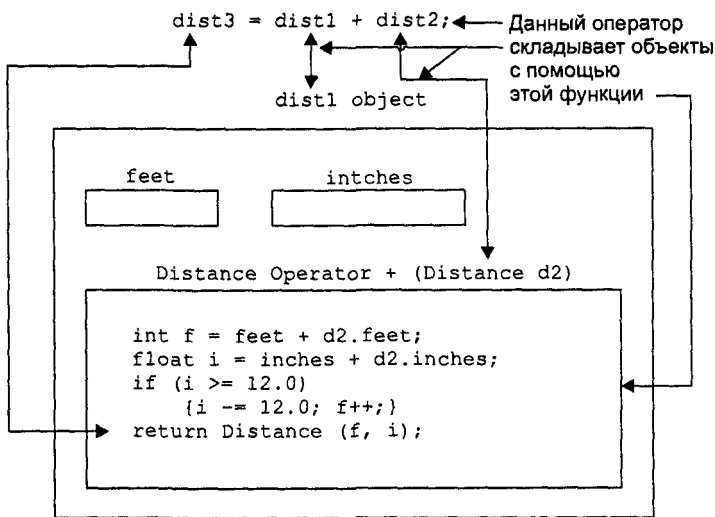 dist3 = dist1 + dist2;
Данный оператор
складывает объекты
с помощью
этой функции
dist1 object
feet
intches
Distance Operator + (Distance d2)
int f = feet + d2.feet;
float i = inches + d2.inches;
if (i >= 12.0)
{i -= 12.0; f++;}
return Distance (f, i);